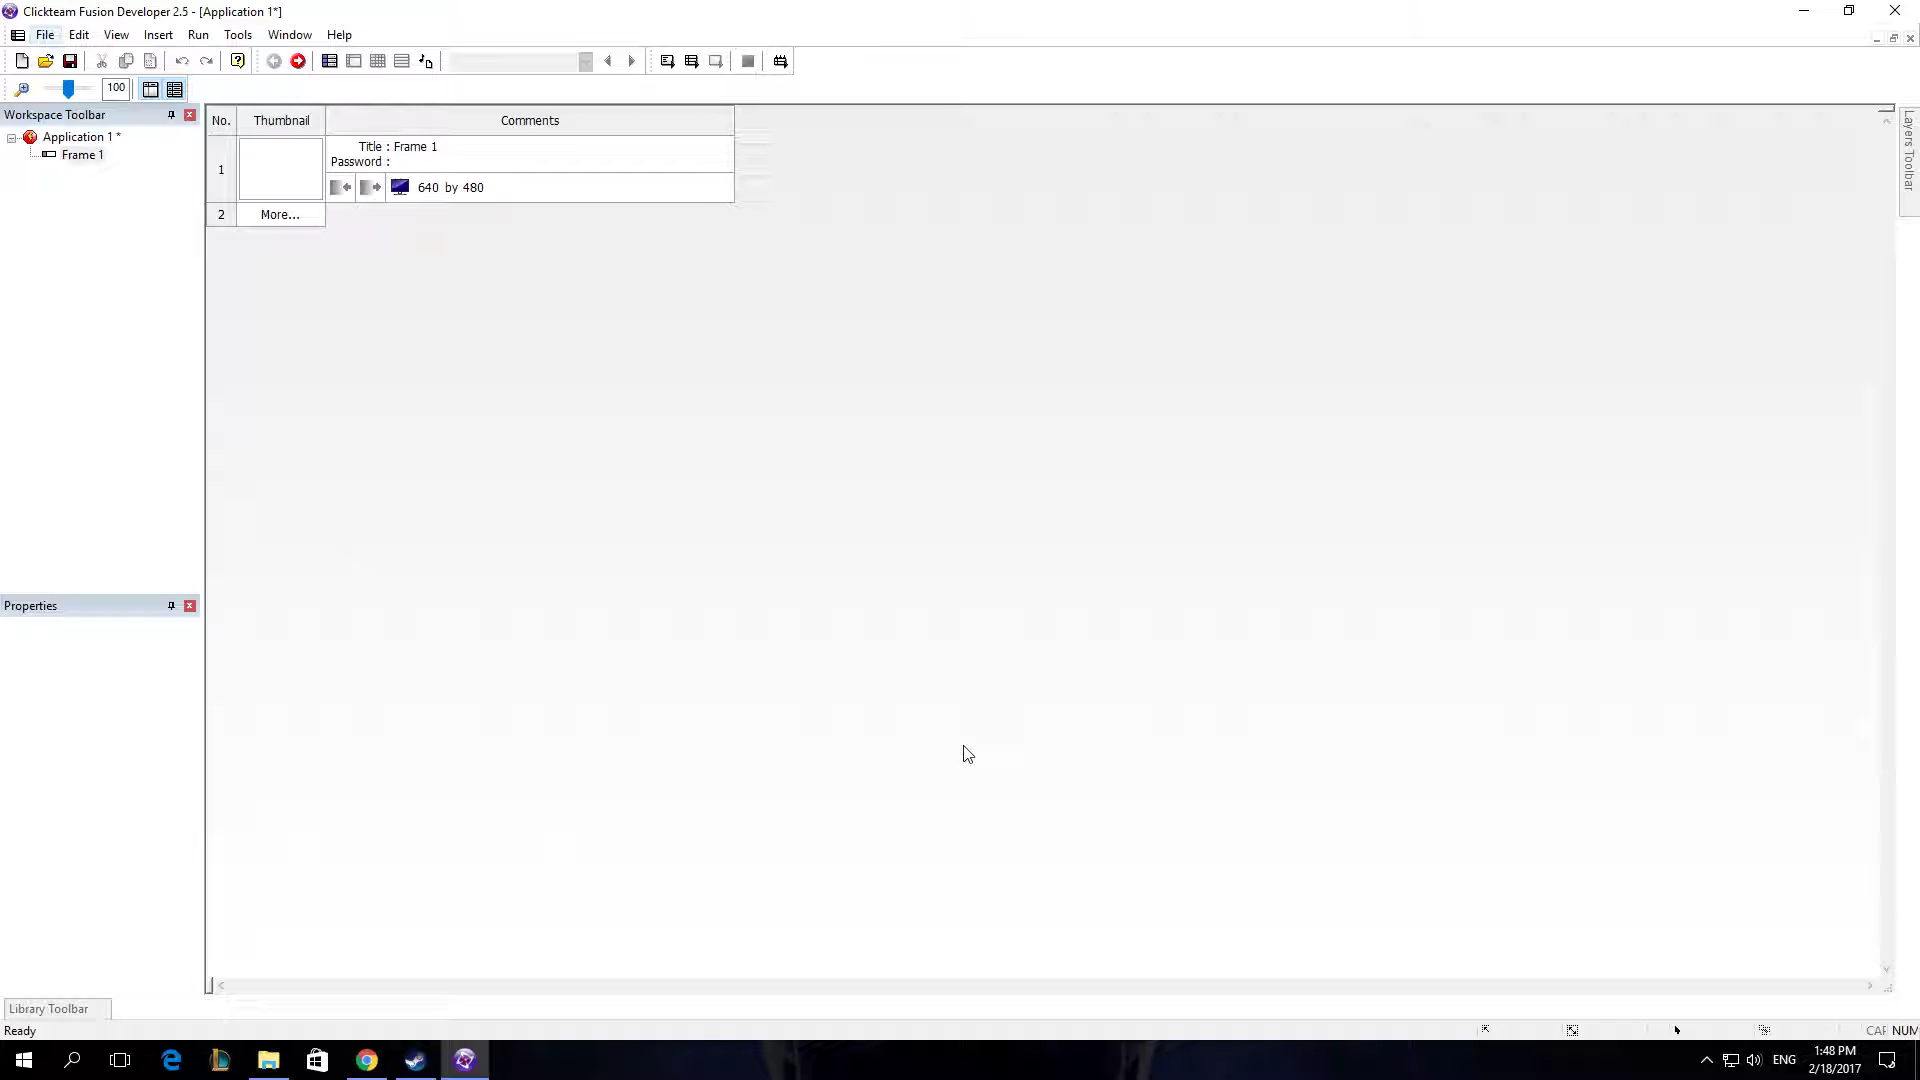 Clickteam Fusion Developer 2.5 - [Application 1*]
File Edit View Insert Run Tools Window Help
100
Workspace Toolbar
Application 1 *
Frame 1
No. Thumbnail Comments
1
Title : Frame 1
Password :
640 by 480
2 More...
Layers Toolbar
Properties
Library Toolbar
Ready
CAP NUM
ENG
1:48 PM
2/18/2017